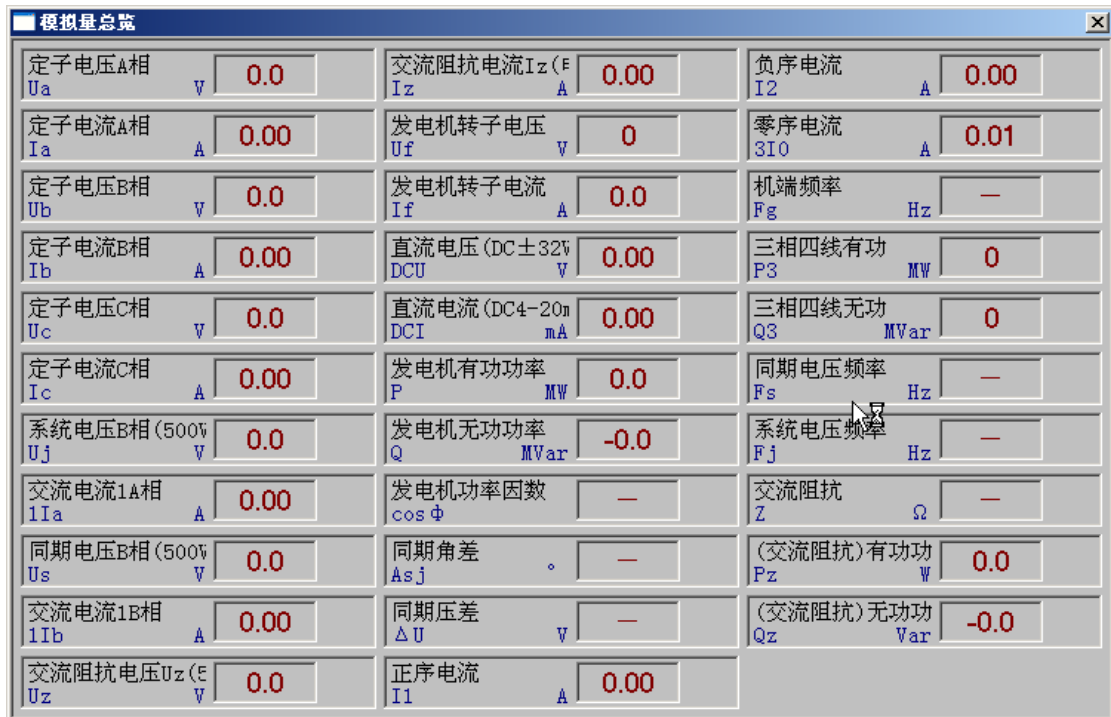 模拟量总览
定子电压A相
Ua V 0.0
定子电流A相
Ia A 0.00
定子电压B相
Ub V 0.0
定子电流B相
Ib A 0.00
定子电压C相
Uc V 0.0
定子电流C相
Ic A 0.00
系统电压B相(500V
Uj V 0.0
交流电流1A相
1Ia A 0.00
同期电压B相(500V
Us V 0.0
交流电流1B相
1Ib A 0.00
交流阻抗电压Uz(
Uz V 0.0
交流阻抗电流Iz(
Iz A 0.00
发电机转子电压
Uf V 0
发电机转子电流
If A 0.0
直流电压(DC±32V
DCU V 0.00
直流电流(DC4-20m
DCI mA 0.00
发电机有功功率
P MW 0.0
发电机无功功率
Q MVar -0.0
发电机功率因数
cosΦ —
同期角差
Asj ° —
同期压差
ΔU V —
正序电流
I1 A 0.00
负序电流
I2 A 0.00
零序电流
3I0 A 0.01
机端频率
Fg Hz —
三相四线有功
P3 MW 0
三相四线无功
Q3 MVar 0
同期电压频率
Fs Hz —
系统电压频率
Fj Hz —
交流阻抗
Z Ω —
(交流阻抗)有功功
Pz W 0.0
(交流阻抗)无功功
Qz Var -0.0